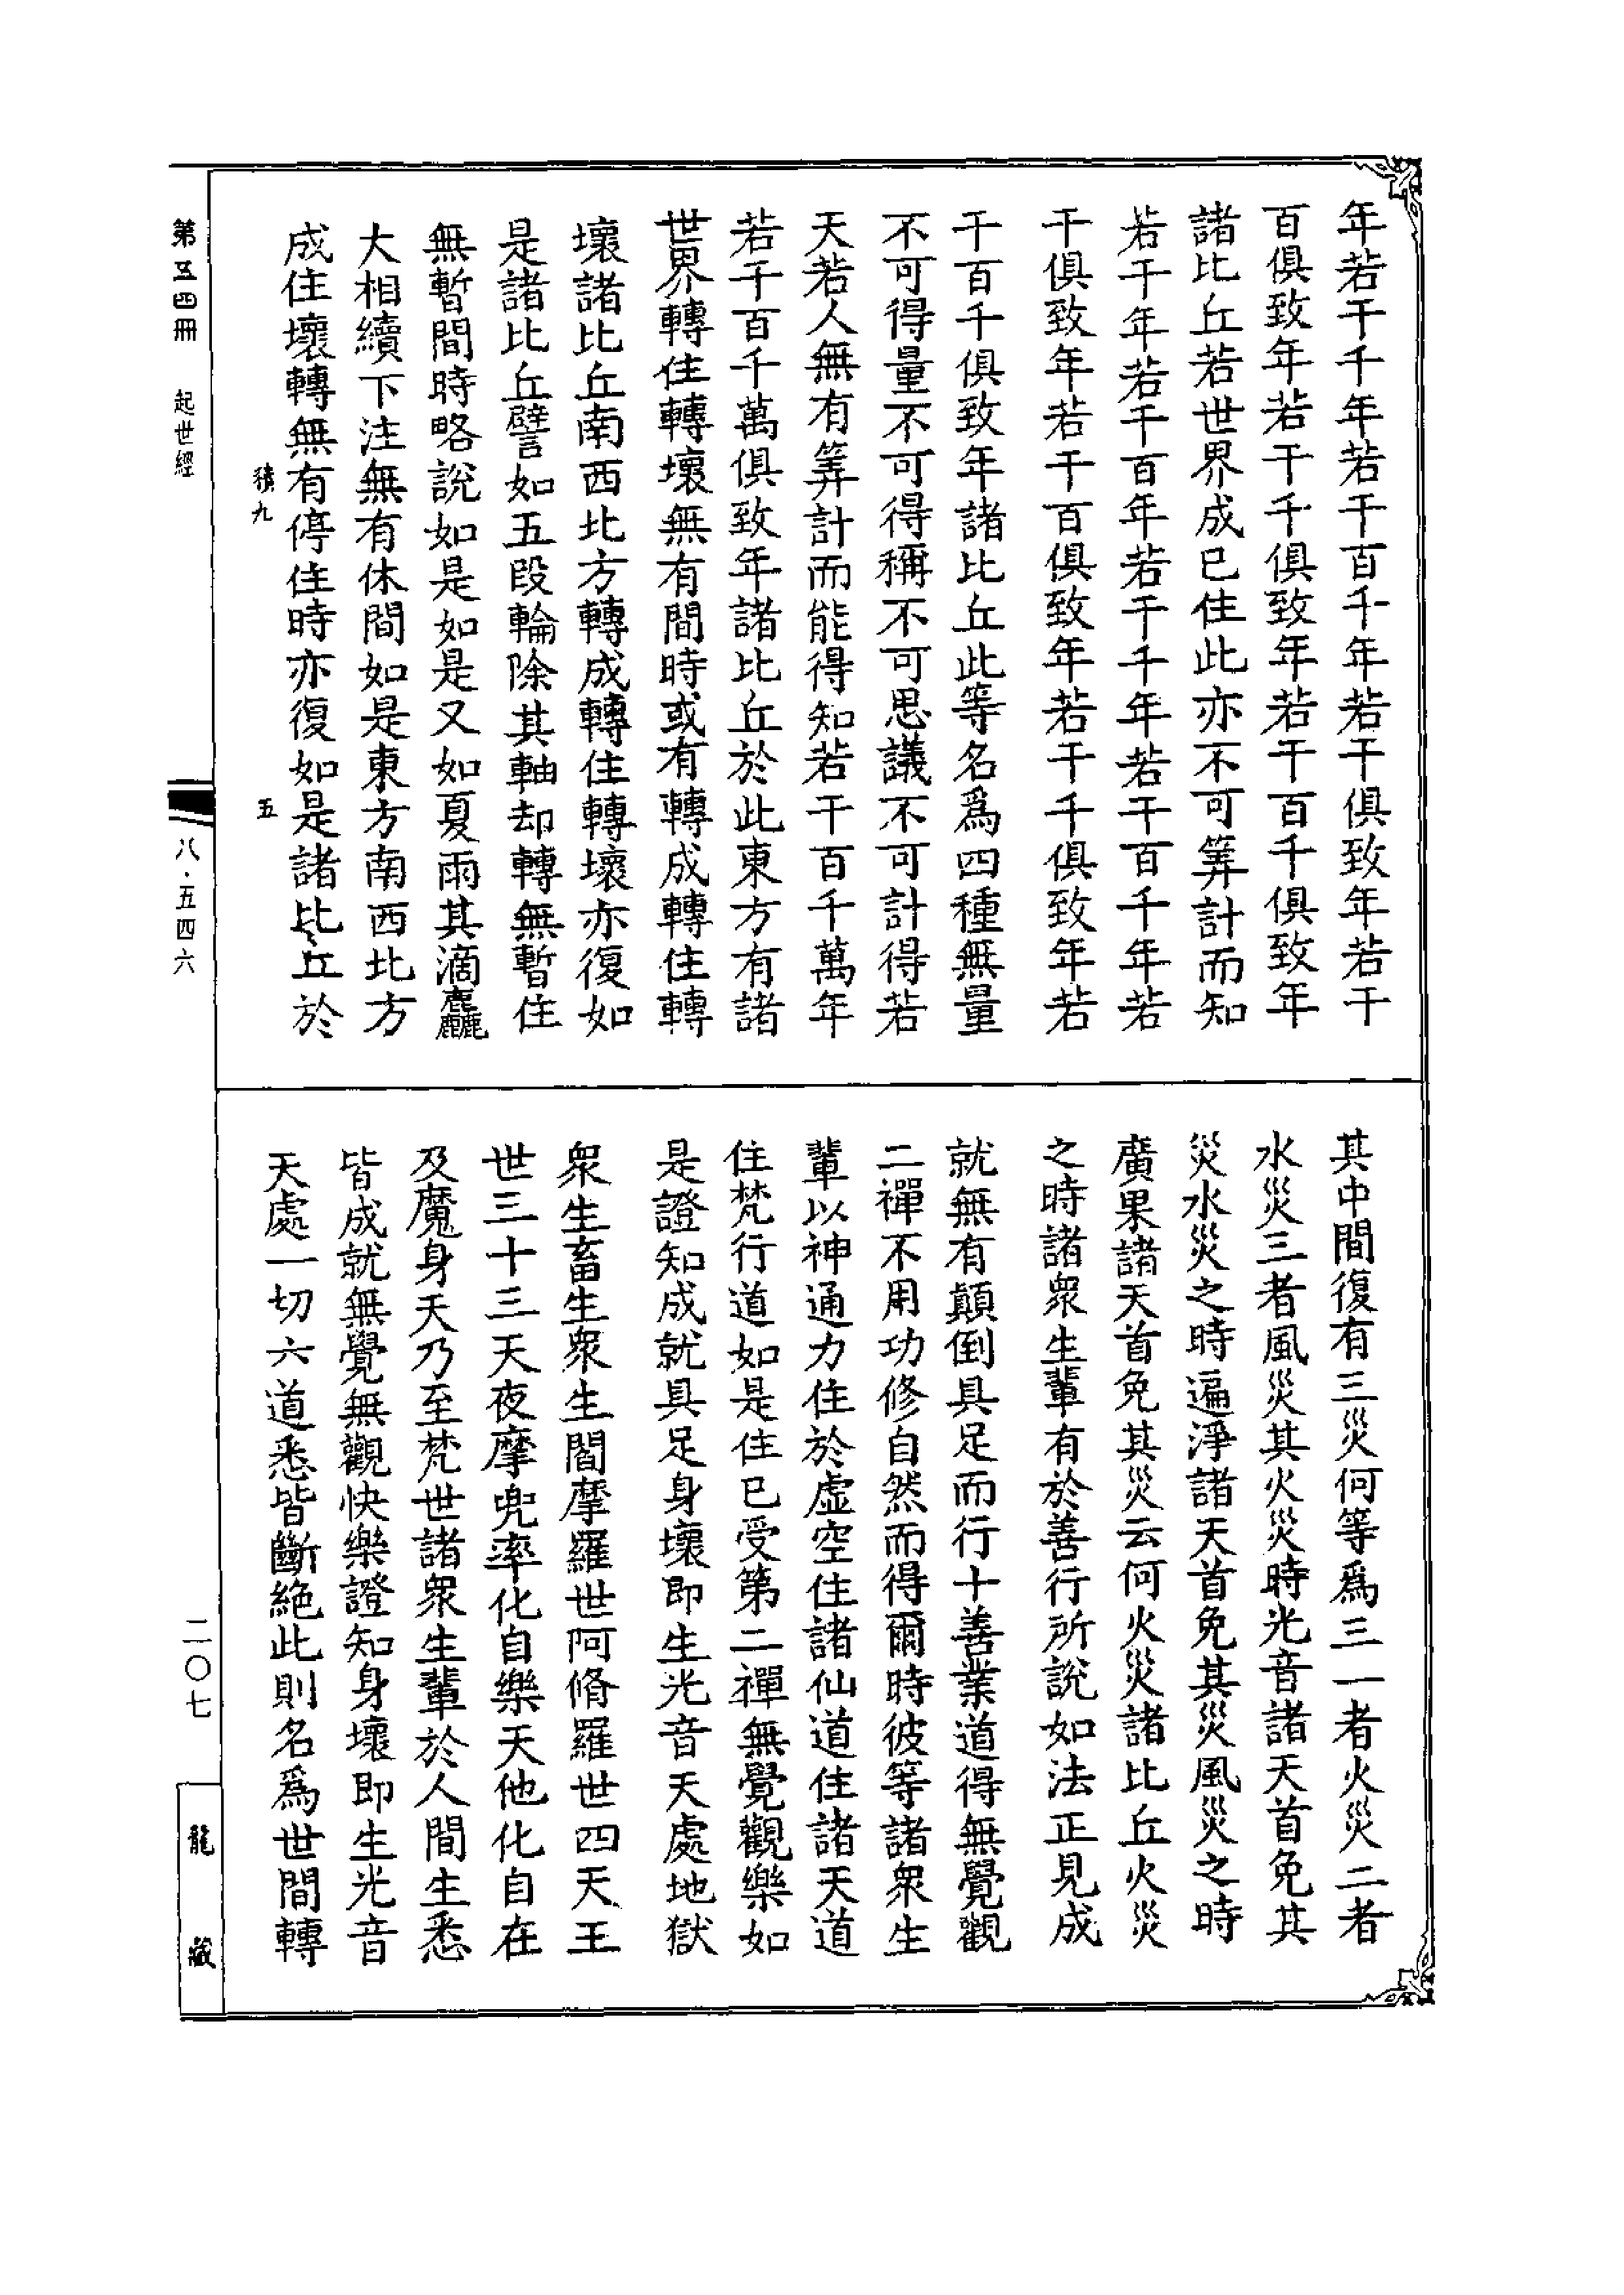 年若干千年若干百千年若干俱致年若干
百俱致年若干千俱致年若干百千俱致年
諸比丘若世界成已住此亦不可筭計而知
若干年若干百年若干千年若干百千年若
干俱致年若干百俱致年若干千俱致年若
干百千俱致年諸比丘此等名爲四種無量
不可得量不可得稱不可思議不可計得若
天若人無有筭計而能得知若干百千萬年
若干百千萬俱致年諸比丘於此東方有諸
世界轉住轉壞無有間時或有轉成轉住轉
壞諸比丘南西北方轉成轉住轉壞亦復如
是諸比丘譬如五段輪除其軸却轉無暫住
無暫間時略說如是如是又如夏雨其滴麤
大相續下注無有休間如是東方南西北方
成住壞轉無有停住時亦復如是諸比丘於
其中間復有三災何等爲三一者火災二者
水災三者風災其火災時光音諸天首免其
災水災之時遍淨諸天首免其災風災之時
廣果諸天首免其災云何火災諸比丘火災
之時諸衆生輩有於善行所說如法正見成
就無有顛倒具足而行十善業道得無覺觀
二禪不用功修自然而得爾時彼等諸衆生
輩以神通力住於虛空住諸仙道住諸天道
住梵行道如是住已受第二禪無覺觀樂如
是證知成就具足身壞即生光音天處地獄
衆生畜生衆生閻摩羅世阿脩羅世四天王
世三十三天夜摩兜率化自樂天他化自在
及魔身天乃至梵世諸衆生輩於人間生悉
皆成就無覺無觀快樂證知身壞即生光音
天處一切六道悉皆斷絶此則名爲世間轉
積九
五
第五四冊 起世經
八·五四六
二〇七
龍藏